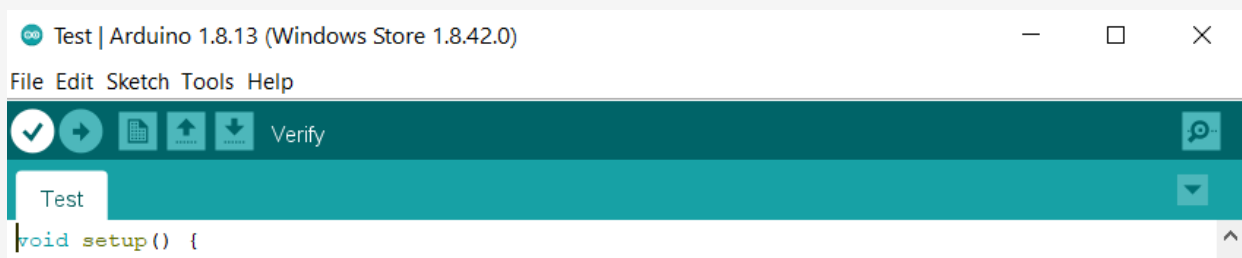 Test | Arduino 1.8.13 (Windows Store 1.8.42.0)
File Edit Sketch Tools Help
Verify
Test
void setup() {